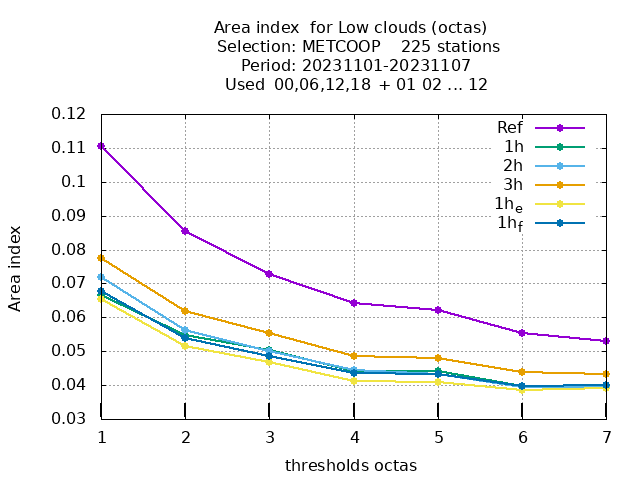 Area index  for Low clouds (octas)
Selection: METCOOP    225 stations
Period: 20231101-20231107
Used  00,06,12,18 + 01 02 ... 12
0.12
0.11
0.1
0.09
0.08
0.07
0.06
0.05
0.04
0.03
Area index
Ref
1h
2h
3h
1h_e
1h_f
1 2 3 4 5 6 7
thresholds octas